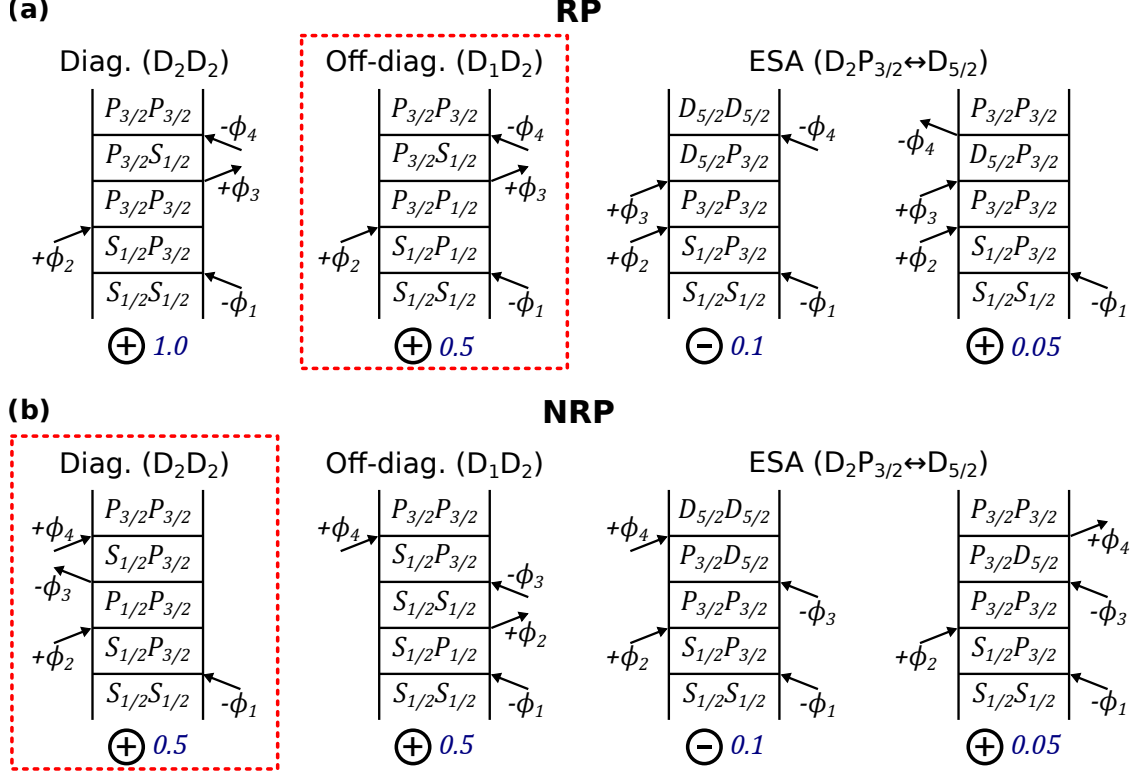 (a)
RP
Diag. (D₂D₂)
P₃/₂P₃/₂
-ϕ₄
P₃/₂S₁/₂
+ϕ₃
P₃/₂P₃/₂
+ϕ₂
S₁/₂P₃/₂
S₁/₂S₁/₂
-ϕ₁
+ 1.0
Off-diag. (D₁D₂)
P₃/₂P₃/₂
-ϕ₄
P₃/₂S₁/₂
+ϕ₃
P₃/₂P₁/₂
+ϕ₂
S₁/₂P₁/₂
S₁/₂S₁/₂
-ϕ₁
+ 0.5
ESA (D₂P₃/₂↔D₅/₂)
D₅/₂D₅/₂
-ϕ₄
D₅/₂P₃/₂
+ϕ₃
P₃/₂P₃/₂
+ϕ₂
S₁/₂P₃/₂
S₁/₂S₁/₂
-ϕ₁
− 0.1
P₃/₂P₃/₂
-ϕ₄
D₅/₂P₃/₂
+ϕ₃
P₃/₂P₃/₂
+ϕ₂
S₁/₂P₃/₂
S₁/₂S₁/₂
-ϕ₁
+ 0.05
(b)
NRP
Diag. (D₂D₂)
P₃/₂P₃/₂
+ϕ₄
S₁/₂P₃/₂
-ϕ₃
P₁/₂P₃/₂
+ϕ₂
S₁/₂P₃/₂
S₁/₂S₁/₂
-ϕ₁
+ 0.5
Off-diag. (D₁D₂)
P₃/₂P₃/₂
+ϕ₄
S₁/₂P₃/₂
-ϕ₃
S₁/₂S₁/₂
+ϕ₂
S₁/₂P₁/₂
S₁/₂S₁/₂
-ϕ₁
+ 0.5
ESA (D₂P₃/₂↔D₅/₂)
D₅/₂D₅/₂
+ϕ₄
P₃/₂D₅/₂
-ϕ₃
P₃/₂P₃/₂
+ϕ₂
S₁/₂P₃/₂
S₁/₂S₁/₂
-ϕ₁
− 0.1
P₃/₂P₃/₂
+ϕ₄
P₃/₂D₅/₂
-ϕ₃
P₃/₂P₃/₂
+ϕ₂
S₁/₂P₃/₂
S₁/₂S₁/₂
-ϕ₁
+ 0.05